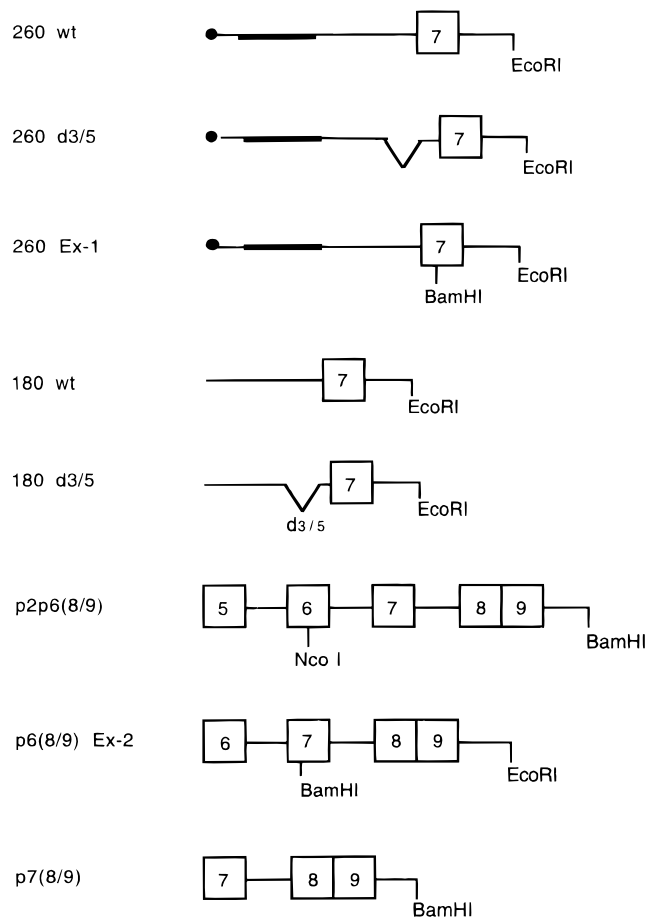 260 wt
7
EcoRI
260 d3/5
7
EcoRI
260 Ex-1
7
EcoRI
BamHI
180 wt
7
EcoRI
180 d3/5
7
EcoRI
d3/5
p2p6(8/9)
5 6 7 8 9
BamHI
Nco I
p6(8/9) Ex-2
6 7 8 9
EcoRI
BamHI
p7(8/9)
7 8 9
BamHI